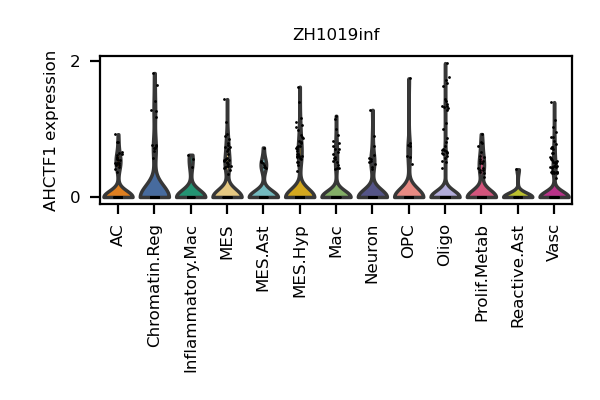 ZH1019inf
AHCTF1 expression
2
0
AC
Chromatin.Reg
Inflammatory.Mac
MES
MES.Ast
MES.Hyp
Mac
Neuron
OPC
Oligo
Prolif.Metab
Reactive.Ast
Vasc